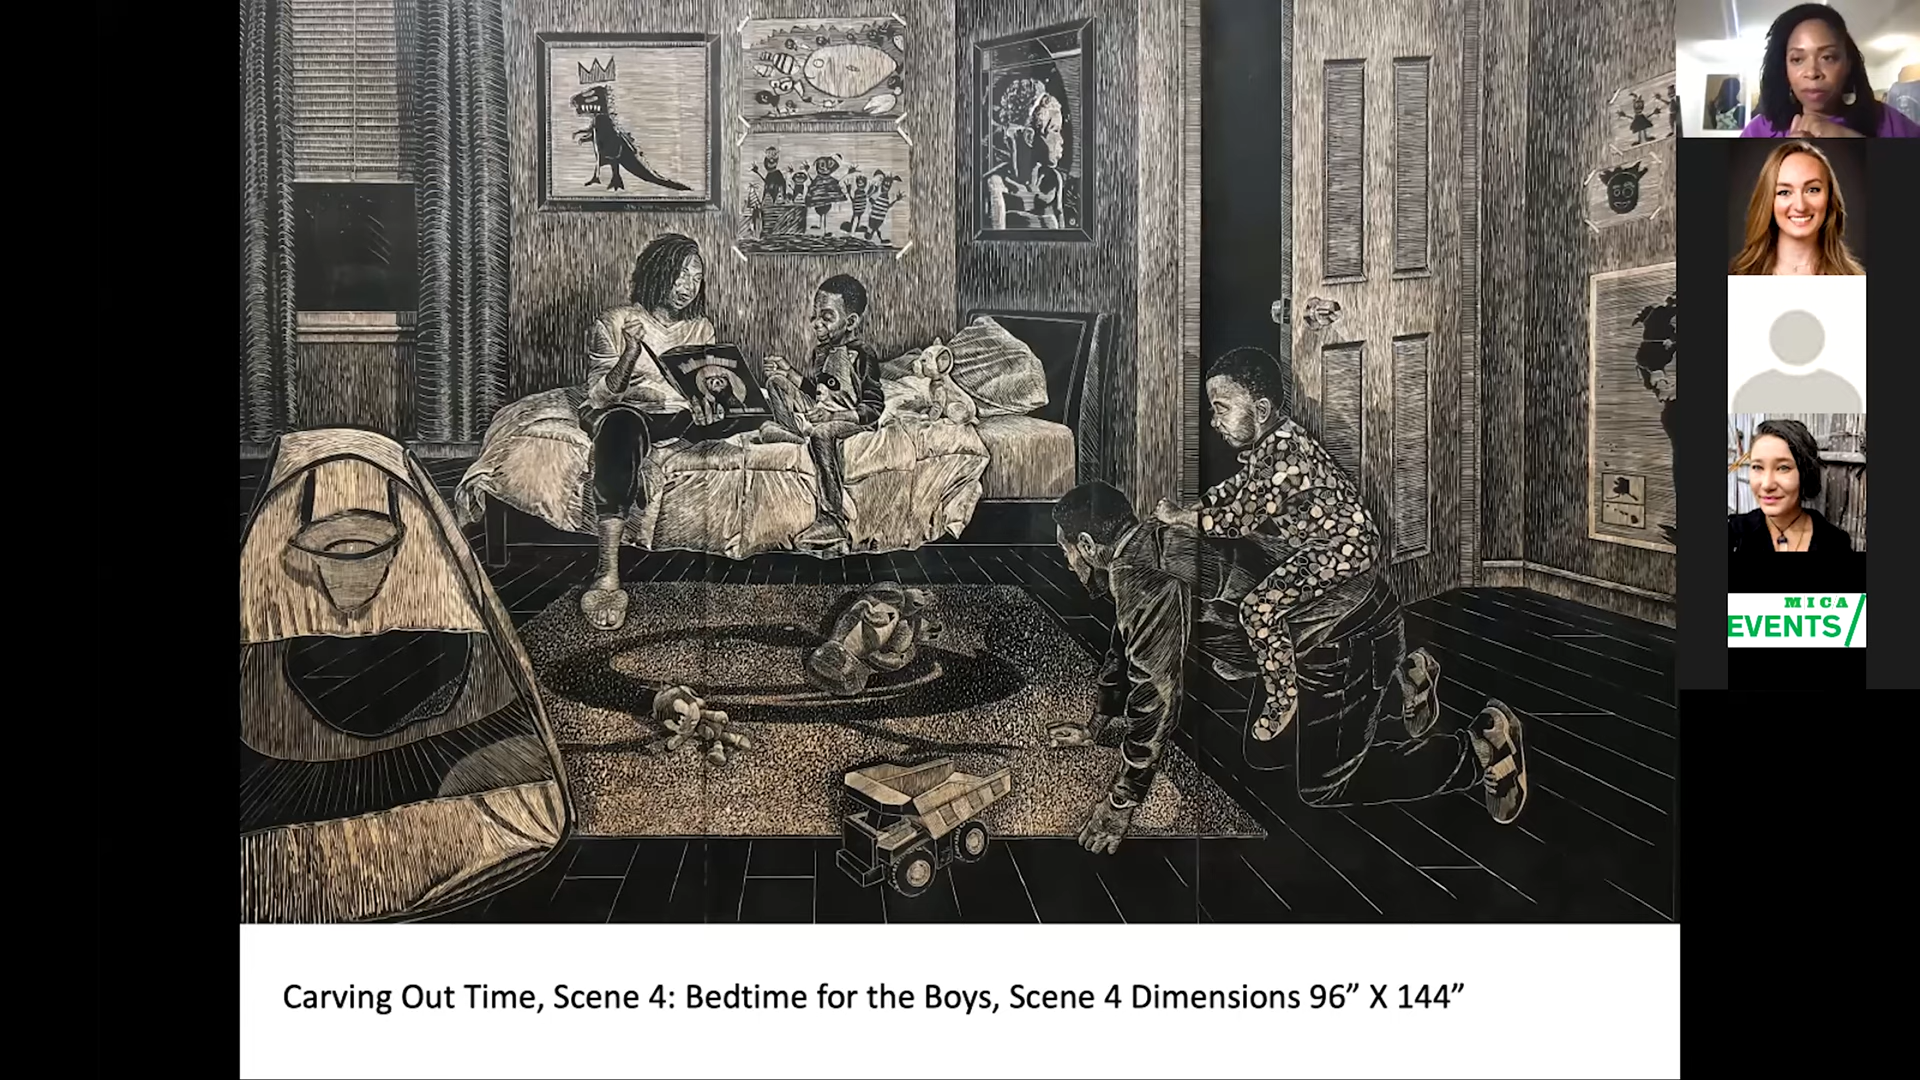 MICA
EVENTS/
Carving Out Time, Scene 4: Bedtime for the Boys, Scene 4 Dimensions 96” X 144”